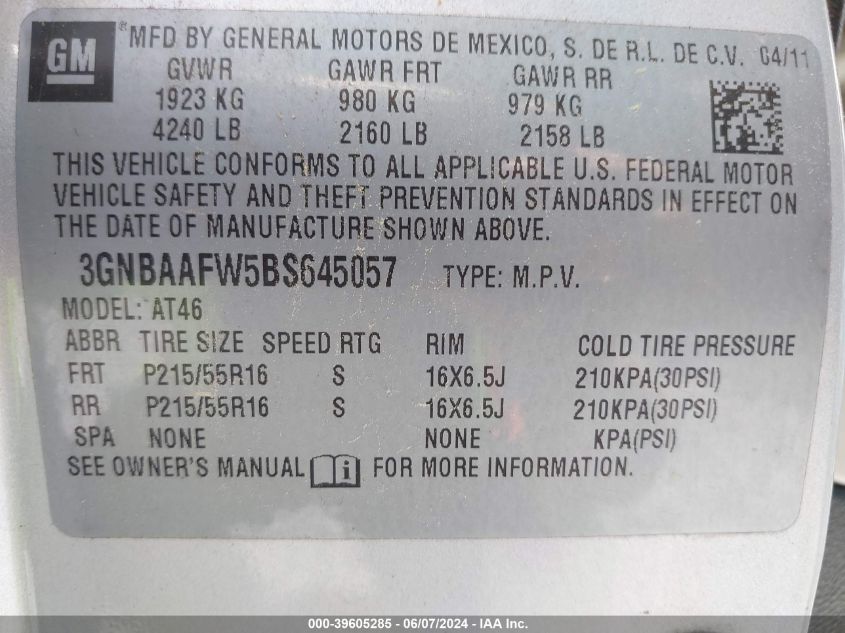 GM ®MFD BY GENERAL MOTORS DE MEXICO, S. DE R.L. DE C.V. 04/11
GVWR GAWR FRT GAWR RR
1923 KG 980 KG 979 KG
4240 LB 2160 LB 2158 LB
THIS VEHICLE CONFORMS TO ALL APPLICABLE U.S. FEDERAL MOTOR
VEHICLE SAFETY AND THEFT PREVENTION STANDARDS IN EFFECT ON
THE DATE OF MANUFACTURE SHOWN ABOVE.
3GNBAAFW5BS645057 TYPE: M.P.V.
MODEL: AT46
ABBR TIRE SIZE SPEED RTG RIM COLD TIRE PRESSURE
FRT P215/55R16 S 16X6.5J 210KPA(30PSI)
RR P215/55R16 S 16X6.5J 210KPA(30PSI)
SPA NONE NONE KPA(PSI)
SEE OWNER'S MANUAL i FOR MORE INFORMATION.
000-39605285 - 06/07/2024 - IAA Inc.